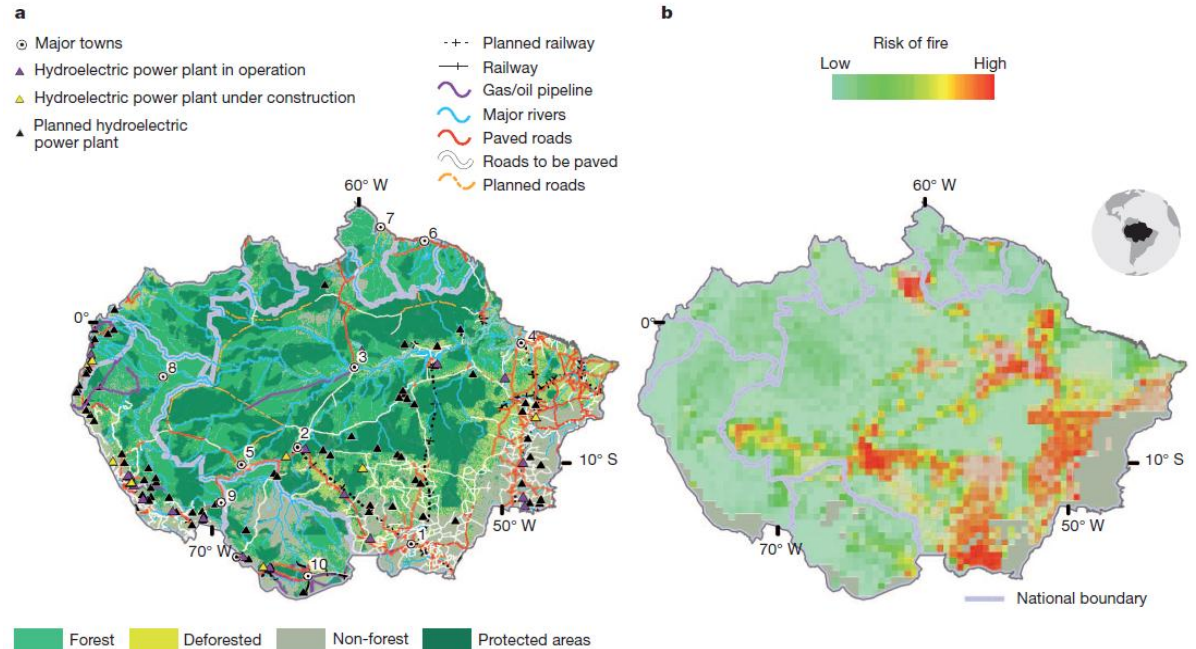 a
Major towns
Hydroelectric power plant in operation
Hydroelectric power plant under construction
Planned hydroelectric
power plant
Planned railway
Railway
Gas/oil pipeline
Major rivers
Paved roads
Roads to be paved
Planned roads
60° W
7
6
0°
4
3
8
2
5
10° S
9
50° W
1
70° W
10
Forest
Deforested
Non-forest
Protected areas
b
Risk of fire
Low
High
60° W
0°
10° S
50° W
70° W
National boundary